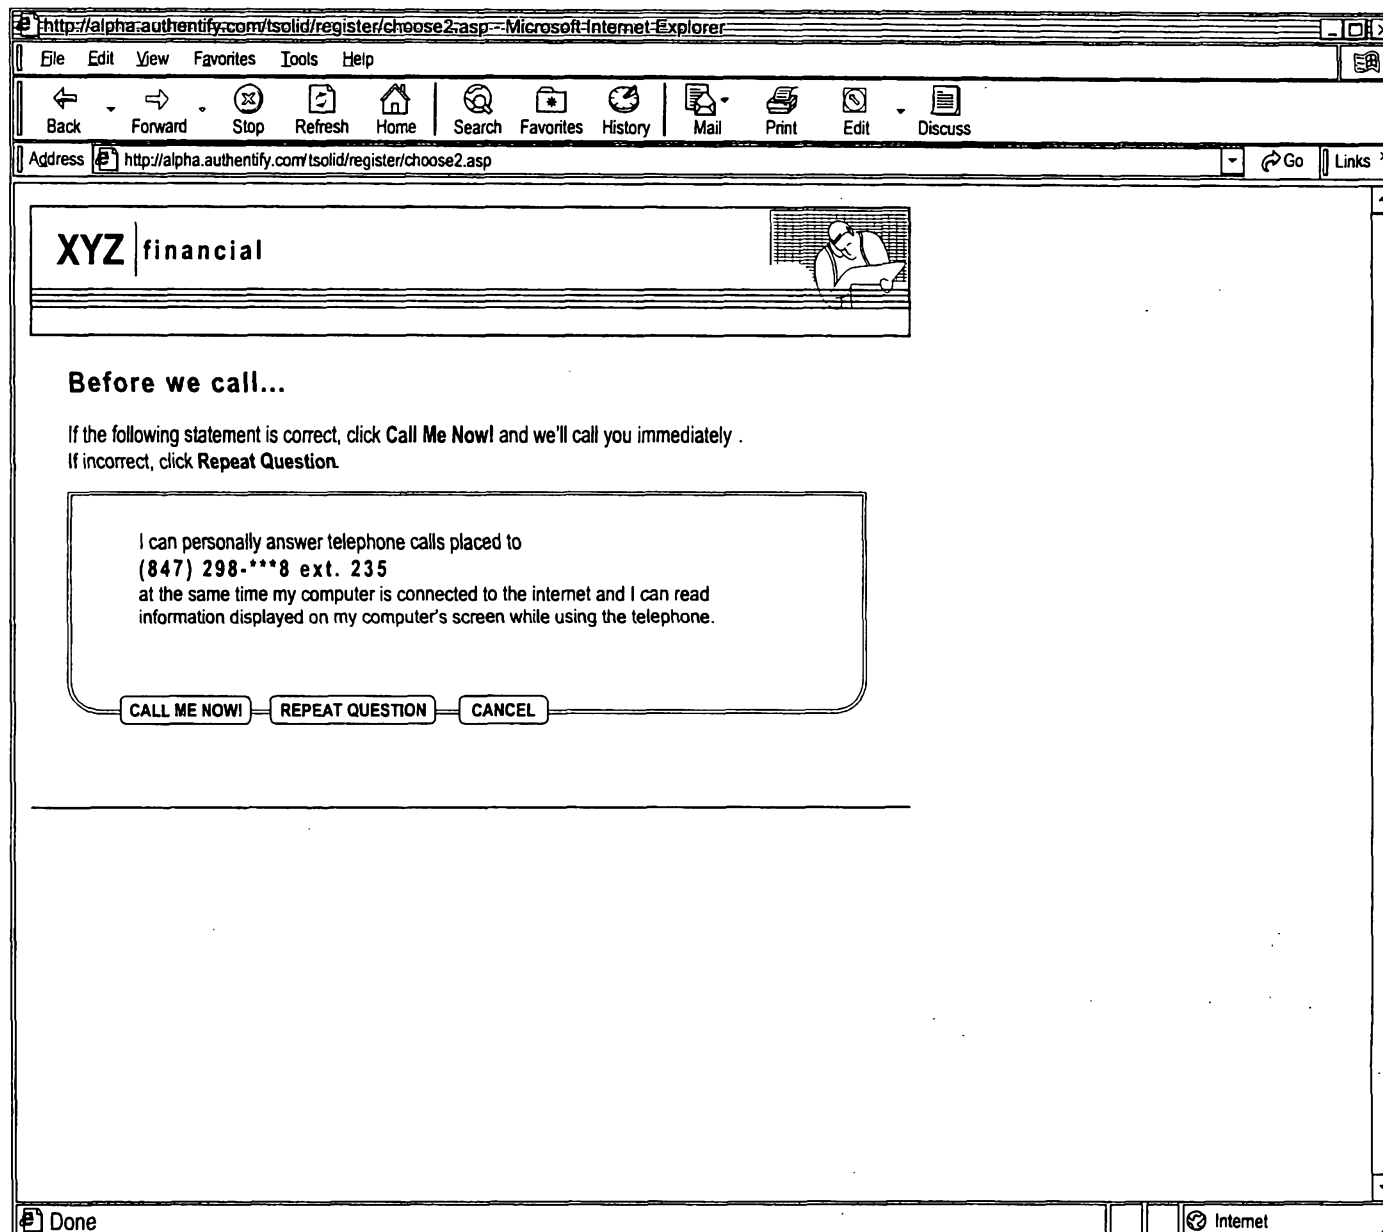 http://alpha.authentify.com/tsolid/register/choose2.asp - Microsoft Internet Explorer
File Edit View Favorites Tools Help
Back Forward Stop Refresh Home Search Favorites History Mail Print Edit Discuss
Address http://alpha.authentify.com/tsolid/register/choose2.asp Go Links
XYZ financial
Before we call...
If the following statement is correct, click Call Me Now! and we'll call you immediately .
If incorrect, click Repeat Question.
I can personally answer telephone calls placed to
(847) 298-***8 ext. 235
at the same time my computer is connected to the internet and I can read
information displayed on my computer's screen while using the telephone.
CALL ME NOW! REPEAT QUESTION CANCEL
Done Internet